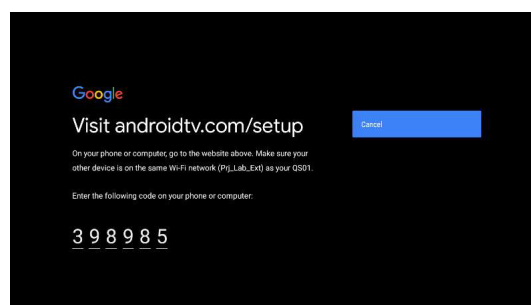 Google
Visit androidtv.com/setup
Cancel
On your phone or computer, go to the website above. Make sure your
other device is on the same Wi-Fi network (Prj_Lab_Ext) as your QS01.
Enter the following code on your phone or computer:
398985